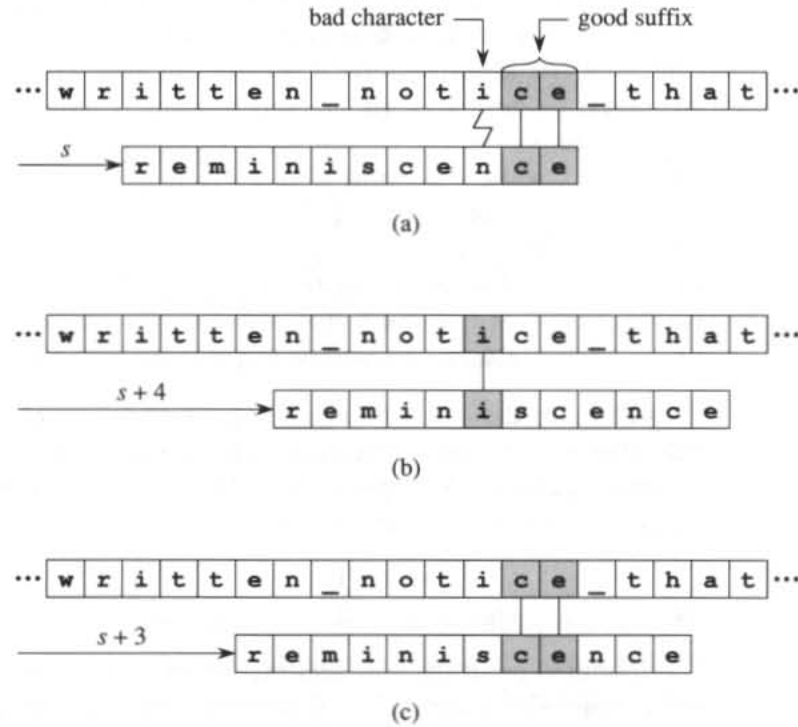 bad character good suffix
··· w r i t t e n _ n o t i c e _ t h a t ···
s r e m i n i s c e n c e
(a)
··· w r i t t e n _ n o t i c e _ t h a t ···
s + 4 r e m i n i s c e n c e
(b)
··· w r i t t e n _ n o t i c e _ t h a t ···
s + 3 r e m i n i s c e n c e
(c)